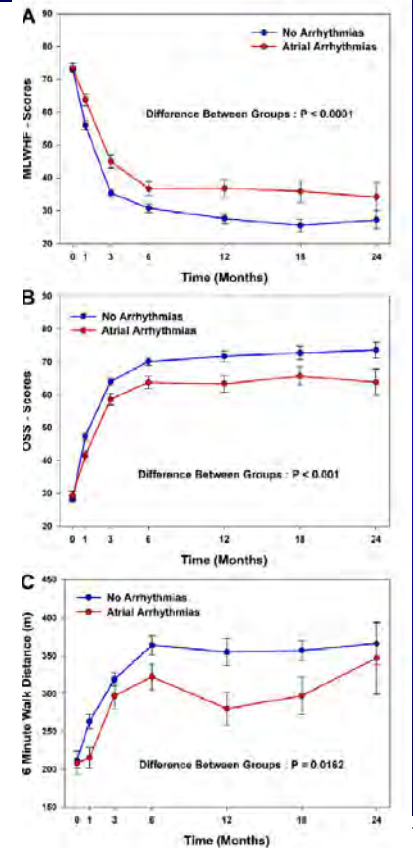 A
90
80
70
60
50
40
30
20
MLWHF - Scores
No Arrhythmias
Atrial Arrhythmias
Difference Between Groups : P < 0.0001
0 1 3 6 12 18 24
Time (Months)
B
90
80
70
60
50
40
30
20
OSS - Scores
No Arrhythmias
Atrial Arrhythmias
Difference Between Groups : P < 0.001
0 1 3 6 12 18 24
Time (Months)
C
450
400
350
300
250
200
150
6 Minute Walk Distance (m)
No Arrhythmias
Atrial Arrhythmias
Difference Between Groups : P = 0.0162
0 1 3 6 12 18 24
Time (Months)